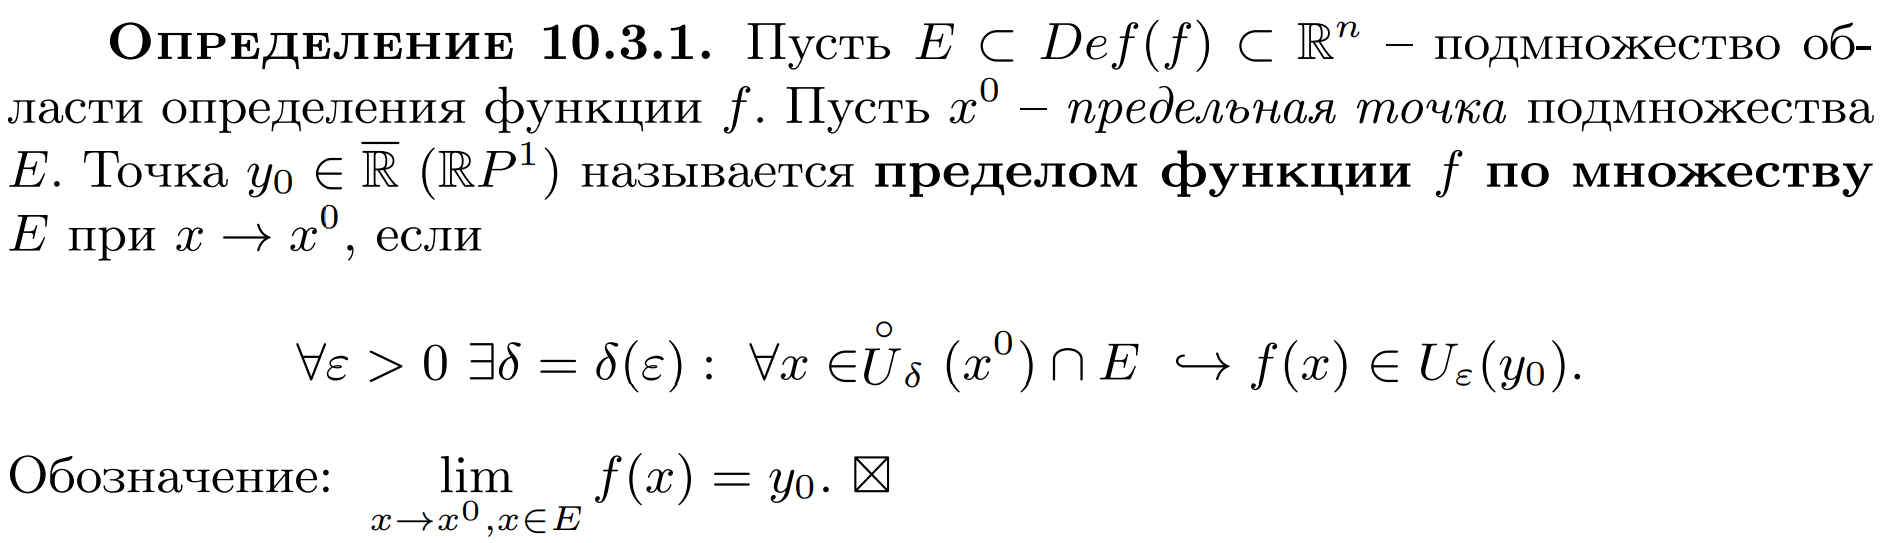 Определение 10.3.1. Пусть $E \subset Def(f) \subset \mathbb{R}^n$ – подмножество об-
ласти определения функции $f$. Пусть $x^0$ – предельная точка подмножества
$E$. Точка $y_0 \in \overline{\mathbb{R}}$ ($\mathbb{R}P^1$) называется пределом функции $f$ по множеству
$E$ при $x \to x^0$, если
$\forall \varepsilon > 0 \ \exists \delta = \delta(\varepsilon) : \ \forall x \in \overset{\circ}{U}_\delta (x^0) \cap E \ \hookrightarrow f(x) \in U_\varepsilon(y_0).$
Обозначение: $\lim\limits_{x \to x^0, x \in E} f(x) = y_0$. ⊠